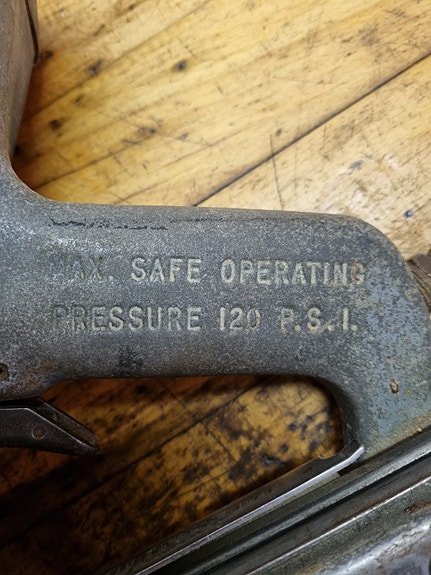 MAX. SAFE OPERATING
PRESSURE 120 P.S.I.